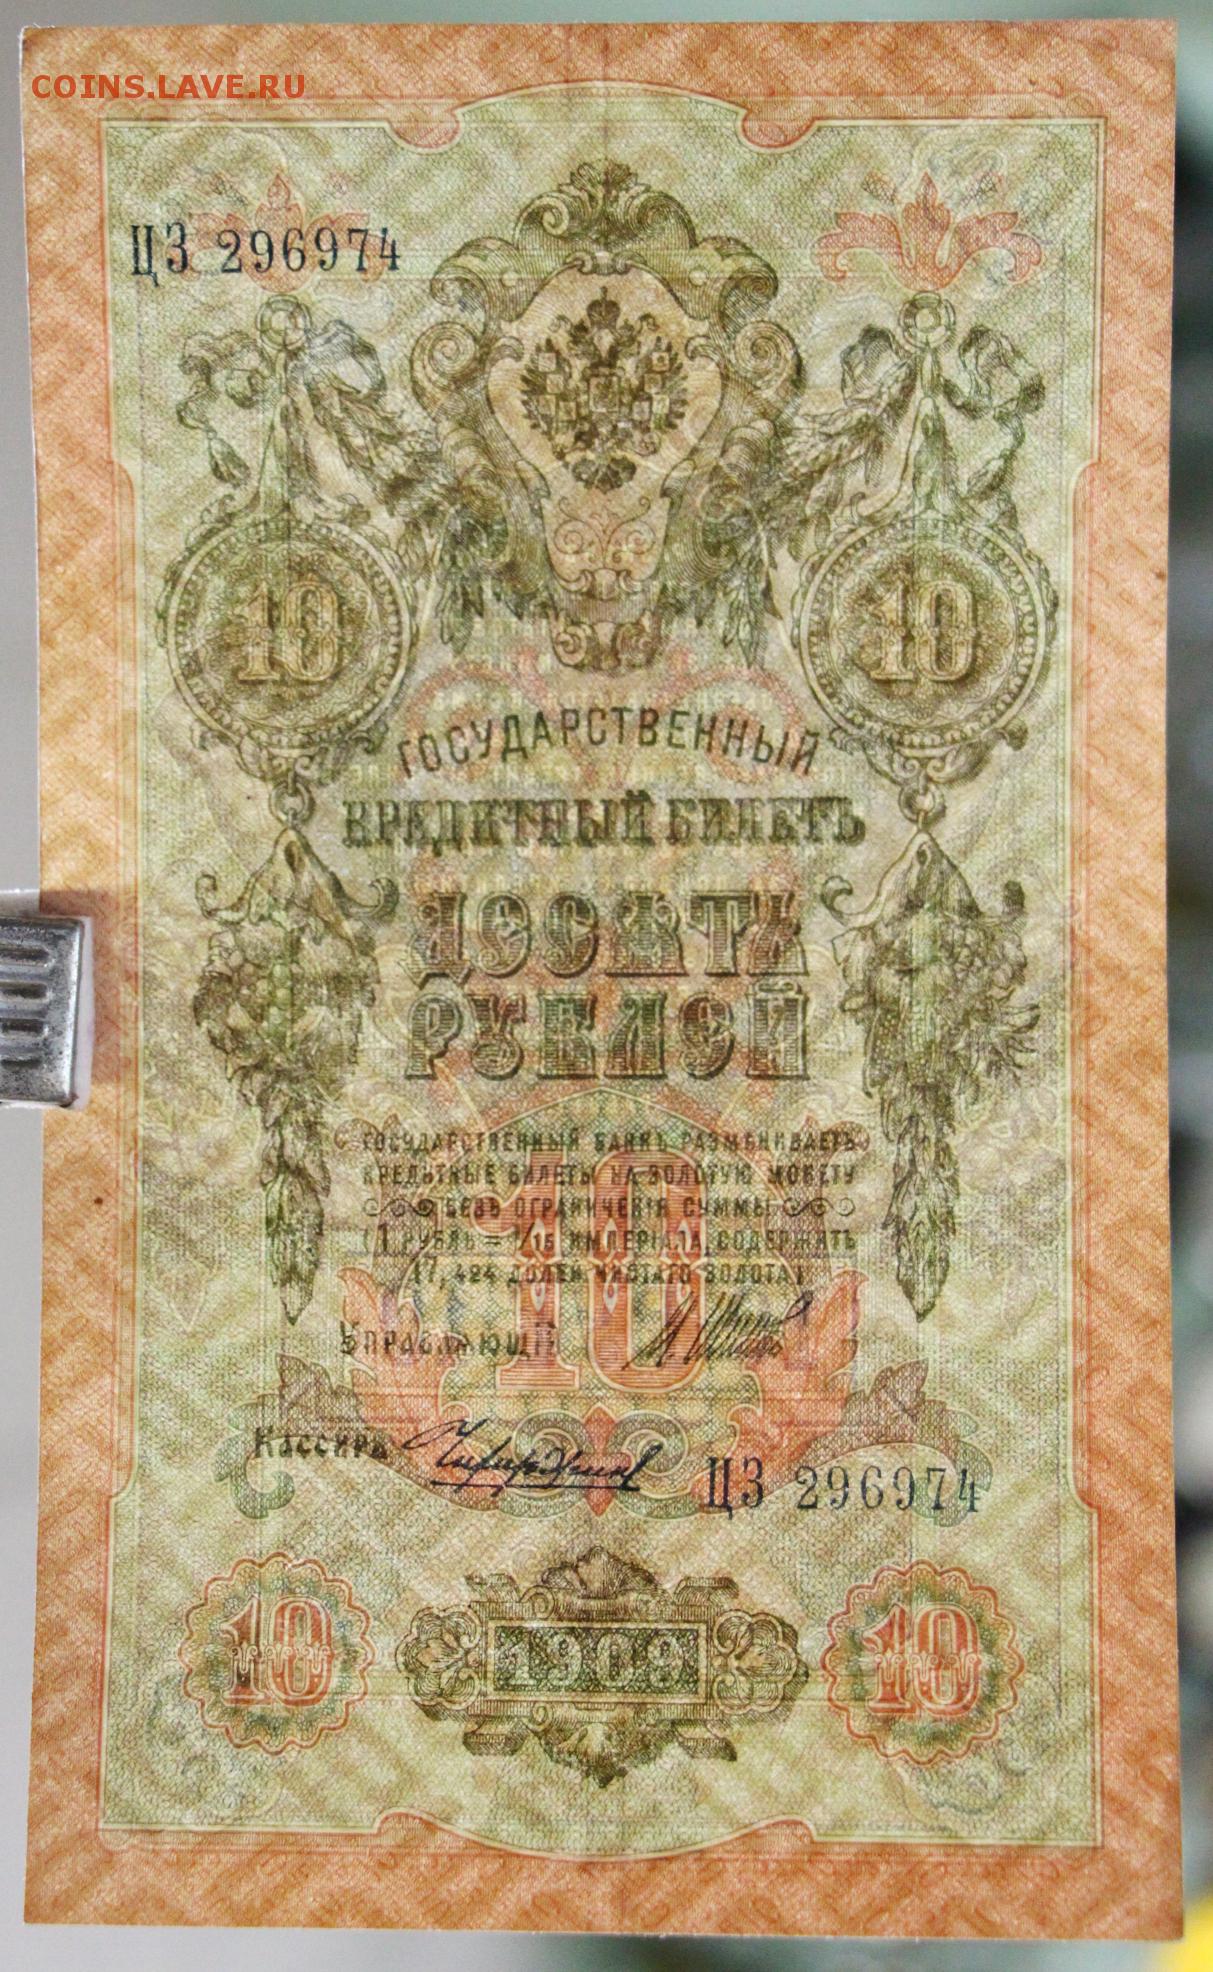 COINS.LAVE.RU
ЦЗ 296974
10 10
ГОСУДАРСТВЕННЫЙ
КРЕДИТНЫЙ БИЛЕТЪ
ДЕСЯТЬ
РУБЛЕЙ
ГОСУДАРСТВЕННЫЙ БАНКЪ РАЗМѢНИВАЕТЪ
КРЕДИТНЫЕ БИЛЕТЫ НА ЗОЛОТУЮ МОНЕТУ
БЕЗЪ ОГРАНИЧЕНІЯ СУММЫ
(1 РУБЛЬ = 1/15 ИМПЕРІАЛА, СОДЕРЖИТЪ
17,424 ДОЛЕЙ ЧИСТАГО ЗОЛОТА)
10
УПРАВЛЯЮЩІЙ
КАССИРЪ
ЦЗ 296974
10 1909 10